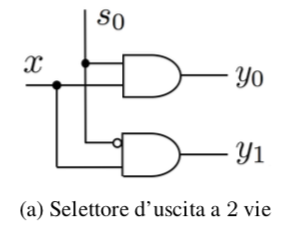 s₀
x
y₀
y₁
(a) Selettore d'uscita a 2 vie